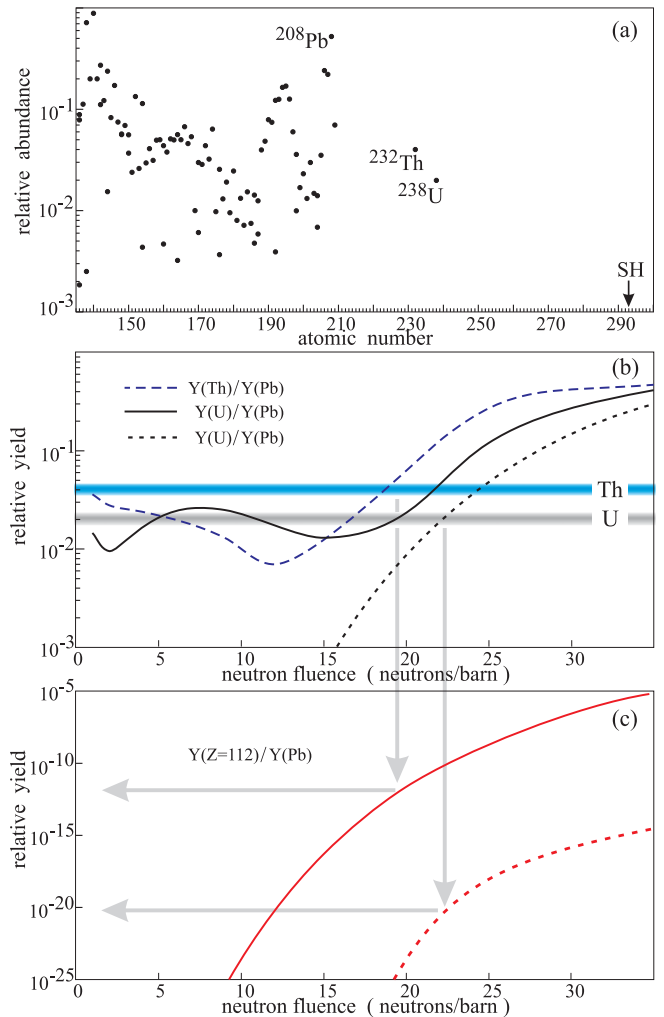 (a)
²⁰⁸Pb
10⁻¹
relative abundance
²³²Th
²³⁸U
10⁻²
SH
10⁻³
150 170 190 210 230 250 270 290
atomic number
(b)
Y(Th)/Y(Pb)
Y(U)/Y(Pb)
Y(U)/Y(Pb)
10⁻¹
relative yield
Th
U
10⁻²
10⁻³
0 5 10 15 20 25 30
neutron fluence ( neutrons/barn )
10⁻⁵
(c)
Y(Z=112)/Y(Pb)
10⁻¹⁰
relative yield
10⁻¹⁵
10⁻²⁰
10⁻²⁵
0 5 10 15 20 25 30
neutron fluence ( neutrons/barn )